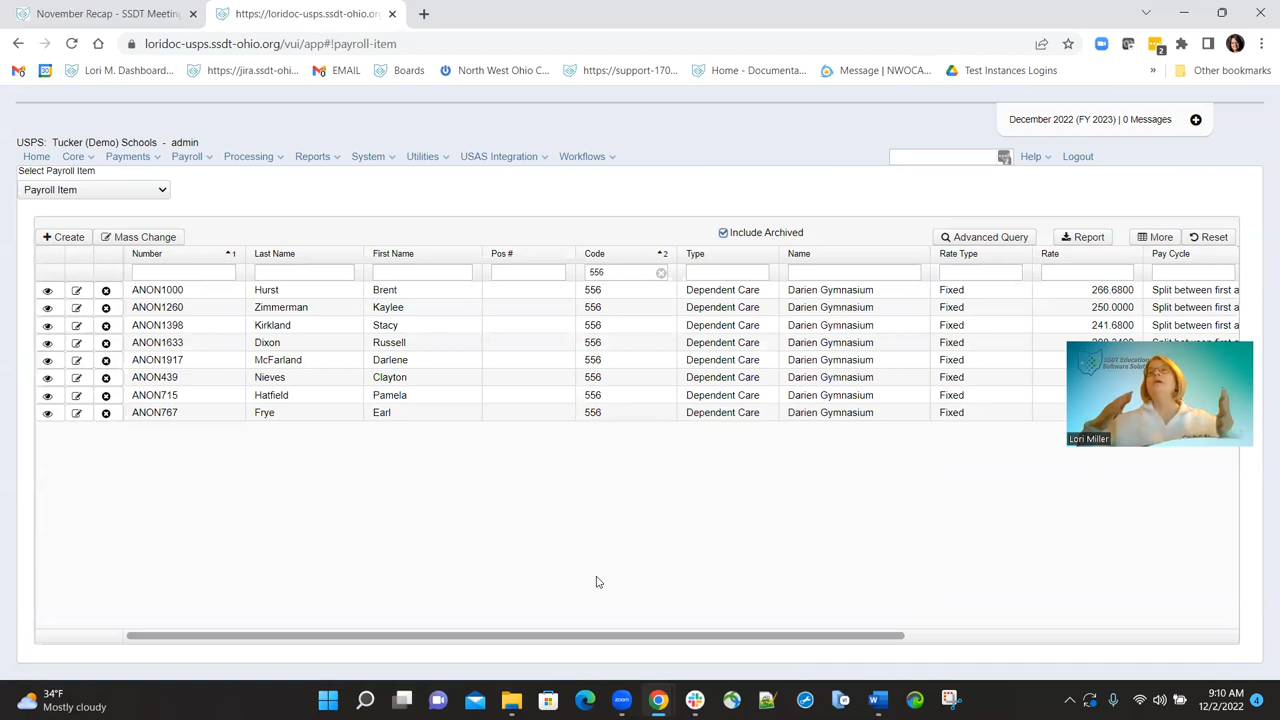 November Recap - SSDT Meeting
https://loridoc-usps.ssdt-ohio.org
loridoc-usps.ssdt-ohio.org/vui/app#!payroll-item
2
Lori M. Dashboard...
https://jira.ssdt-ohi...
EMAIL
Boards
North West Ohio C...
https://support-170...
Home - Documenta...
Message | NWOCA...
Test Instances Logins
»
Other bookmarks
December 2022 (FY 2023) | 0 Messages
USPS: Tucker (Demo) Schools - admin
Home Core Payments Payroll Processing Reports System Utilities USAS Integration Workflows Help Logout
Select Payroll Item
Payroll Item
Create Mass Change Include Archived Advanced Query Report More Reset
Number 1 Last Name First Name Pos # Code 2 Type Name Rate Type Rate Pay Cycle
556
ANON1000 Hurst Brent 556 Dependent Care Darien Gymnasium Fixed 266.6800 Split between first a
ANON1260 Zimmerman Kaylee 556 Dependent Care Darien Gymnasium Fixed 250.0000 Split between first a
ANON1398 Kirkland Stacy 556 Dependent Care Darien Gymnasium Fixed 241.6800 Split between first a
ANON1633 Dixon Russell 556 Dependent Care Darien Gymnasium Fixed
ANON1917 McFarland Darlene 556 Dependent Care Darien Gymnasium Fixed
ANON439 Nieves Clayton 556 Dependent Care Darien Gymnasium Fixed
ANON715 Hatfield Pamela 556 Dependent Care Darien Gymnasium Fixed
ANON767 Frye Earl 556 Dependent Care Darien Gymnasium Fixed
SSDT Education
Software Solut
Lori Miller
34°F
Mostly cloudy
9:10 AM
12/2/2022